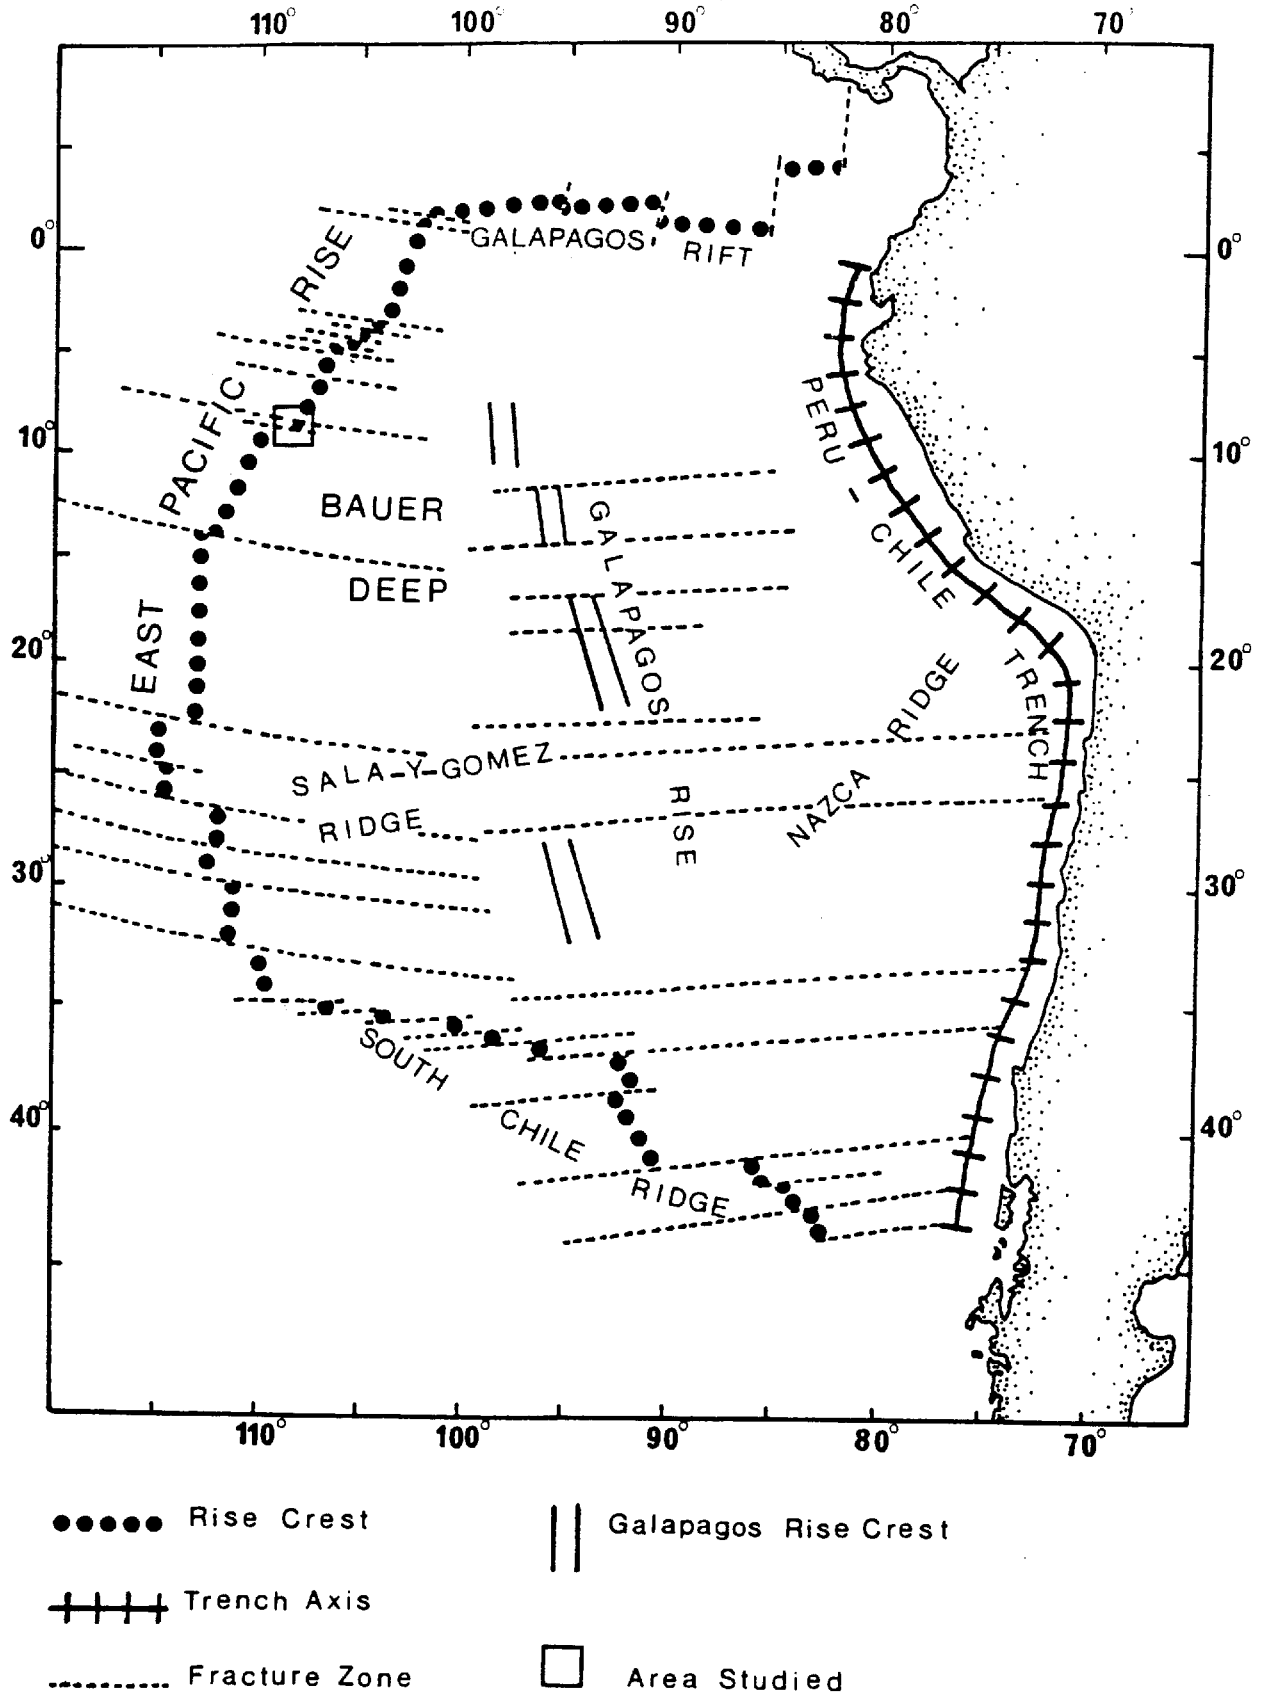 110° 100° 90° 80° 70°
0° 0°
10° 10°
20° 20°
30° 30°
40° 40°
EAST PACIFIC RISE
GALAPAGOS RIFT
BAUER
DEEP
GALAPAGOS RISE
PERU - CHILE TRENCH
SALA-Y-GOMEZ
RIDGE
NAZCA RIDGE
SOUTH
CHILE
RIDGE
110° 100° 90° 80° 70°
Rise Crest
Galapagos Rise Crest
Trench Axis
Fracture Zone
Area Studied